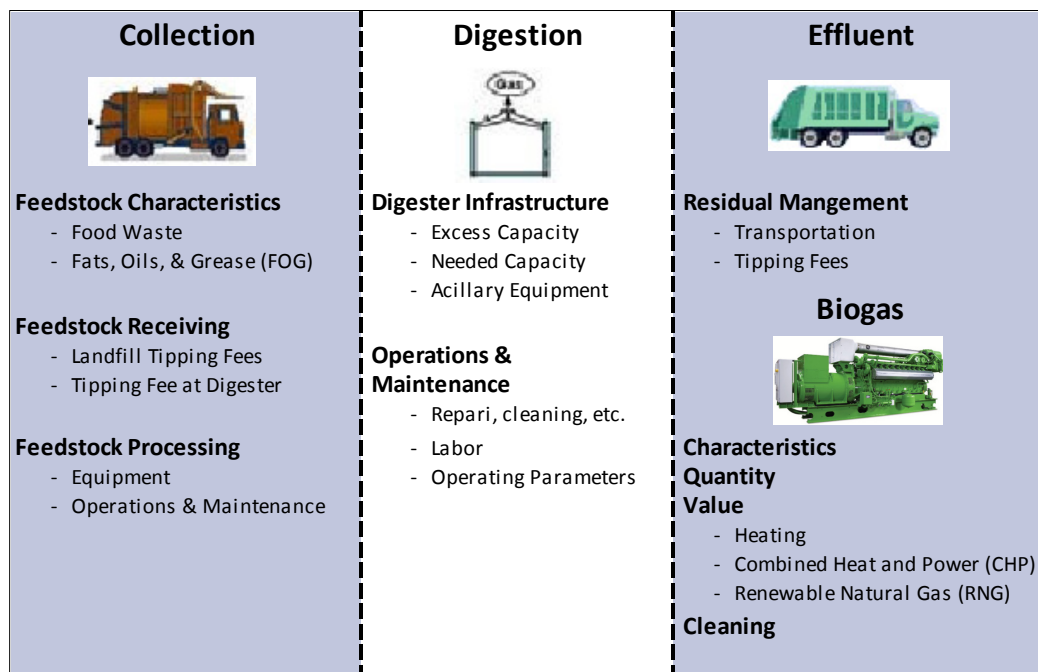 Collection
Feedstock Characteristics
- Food Waste
- Fats, Oils, & Grease (FOG)
Feedstock Receiving
- Landfill Tipping Fees
- Tipping Fee at Digester
Feedstock Processing
- Equipment
- Operations & Maintenance
Digestion
Gas
Digester Infrastructure
- Excess Capacity
- Needed Capacity
- Acillary Equipment
Operations &
Maintenance
- Repari, cleaning, etc.
- Labor
- Operating Parameters
Effluent
Residual Mangement
- Transportation
- Tipping Fees
Biogas
Characteristics
Quantity
Value
- Heating
- Combined Heat and Power (CHP)
- Renewable Natural Gas (RNG)
Cleaning